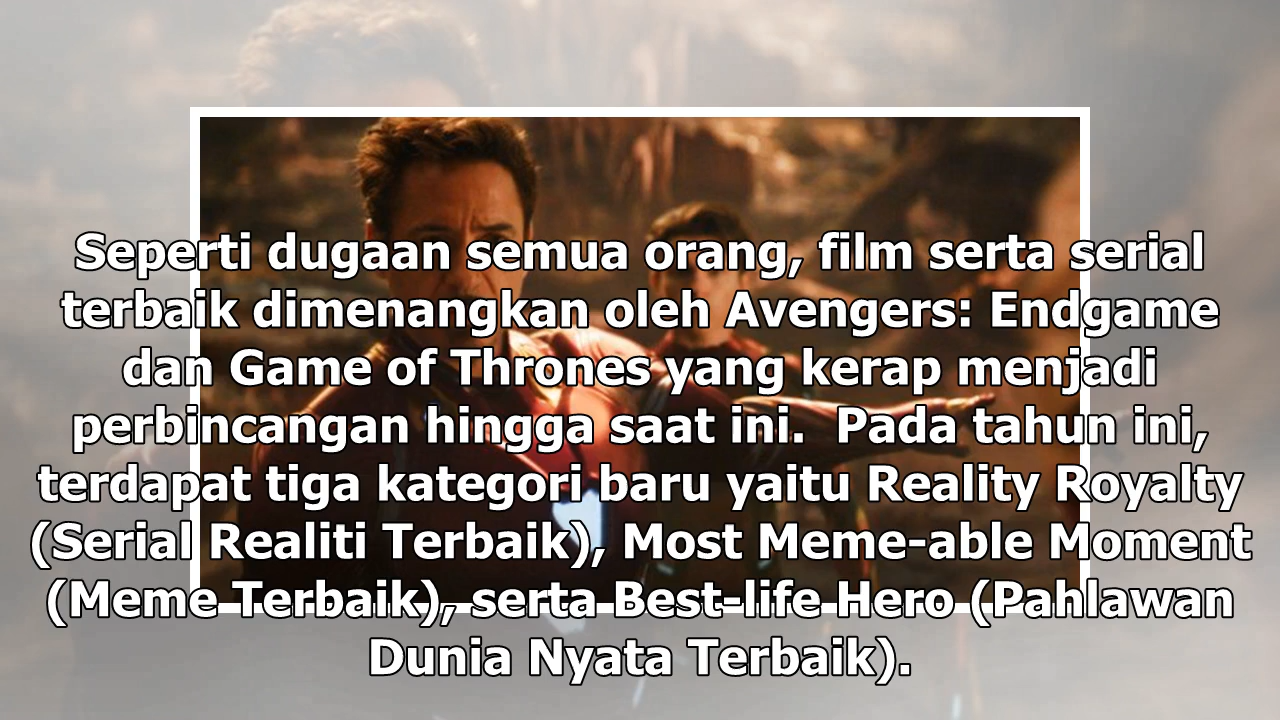 Seperti dugaan semua orang, film serta serial
terbaik dimenangkan oleh Avengers: Endgame
dan Game of Thrones yang kerap menjadi
perbincangan hingga saat ini.  Pada tahun ini,
terdapat tiga kategori baru yaitu Reality Royalty
(Serial Realiti Terbaik), Most Meme-able Moment
(Meme Terbaik), serta Best-life Hero (Pahlawan
Dunia Nyata Terbaik).